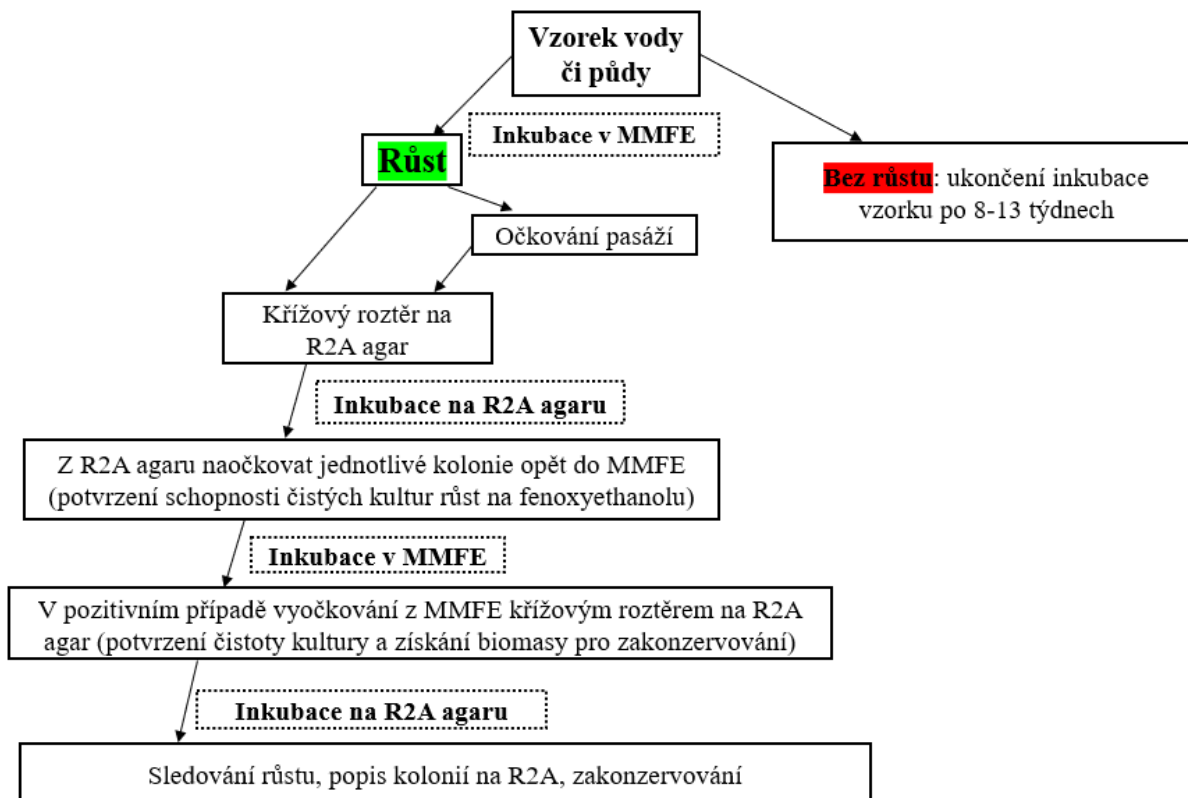 Vzorek vody
či půdy
Inkubace v MMFE
Růst
Bez růstu: ukončení inkubace
vzorku po 8-13 týdnech
Očkování pasáží
Křížový roztěr na
R2A agar
Inkubace na R2A agaru
Z R2A agaru naočkovat jednotlivé kolonie opět do MMFE
(potvrzení schopnosti čistých kultur růst na fenoxyethanolu)
Inkubace v MMFE
V pozitivním případě vyočkování z MMFE křížovým roztěrem na R2A
agar (potvrzení čistoty kultury a získání biomasy pro zakonzervování)
Inkubace na R2A agaru
Sledování růstu, popis kolonií na R2A, zakonzervování